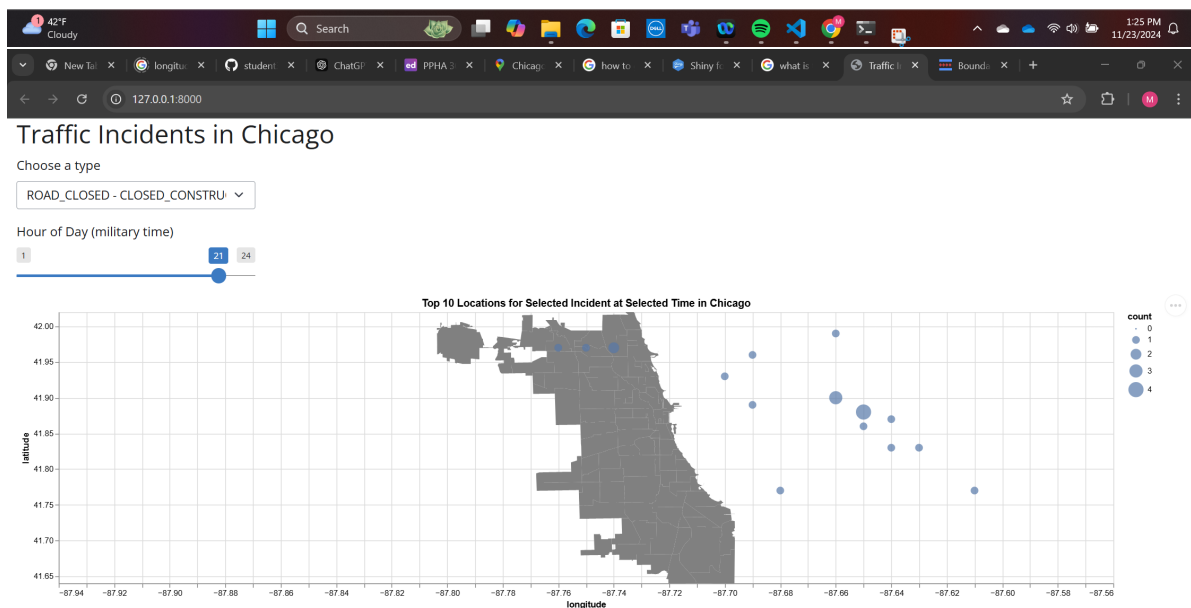 1
42°F
Cloudy
Search
1:25 PM
11/23/2024
New Tal
longitud
student.
ChatGP
ed PPHA 3
Chicago
how to
Shiny fo
what is
Traffic I
Bounda
127.0.0.1:8000
M
Traffic Incidents in Chicago
Choose a type
ROAD_CLOSED - CLOSED_CONSTRU
Hour of Day (military time)
1 21 24
Top 10 Locations for Selected Incident at Selected Time in Chicago
count
0
1
2
3
4
42.00
41.95
41.90
41.85
41.80
41.75
41.70
41.65
latitude
−87.94 −87.92 −87.90 −87.88 −87.86 −87.84 −87.82 −87.80 −87.78 −87.76 −87.74 −87.72 −87.70 −87.68 −87.66 −87.64 −87.62 −87.60 −87.58 −87.56
longitude